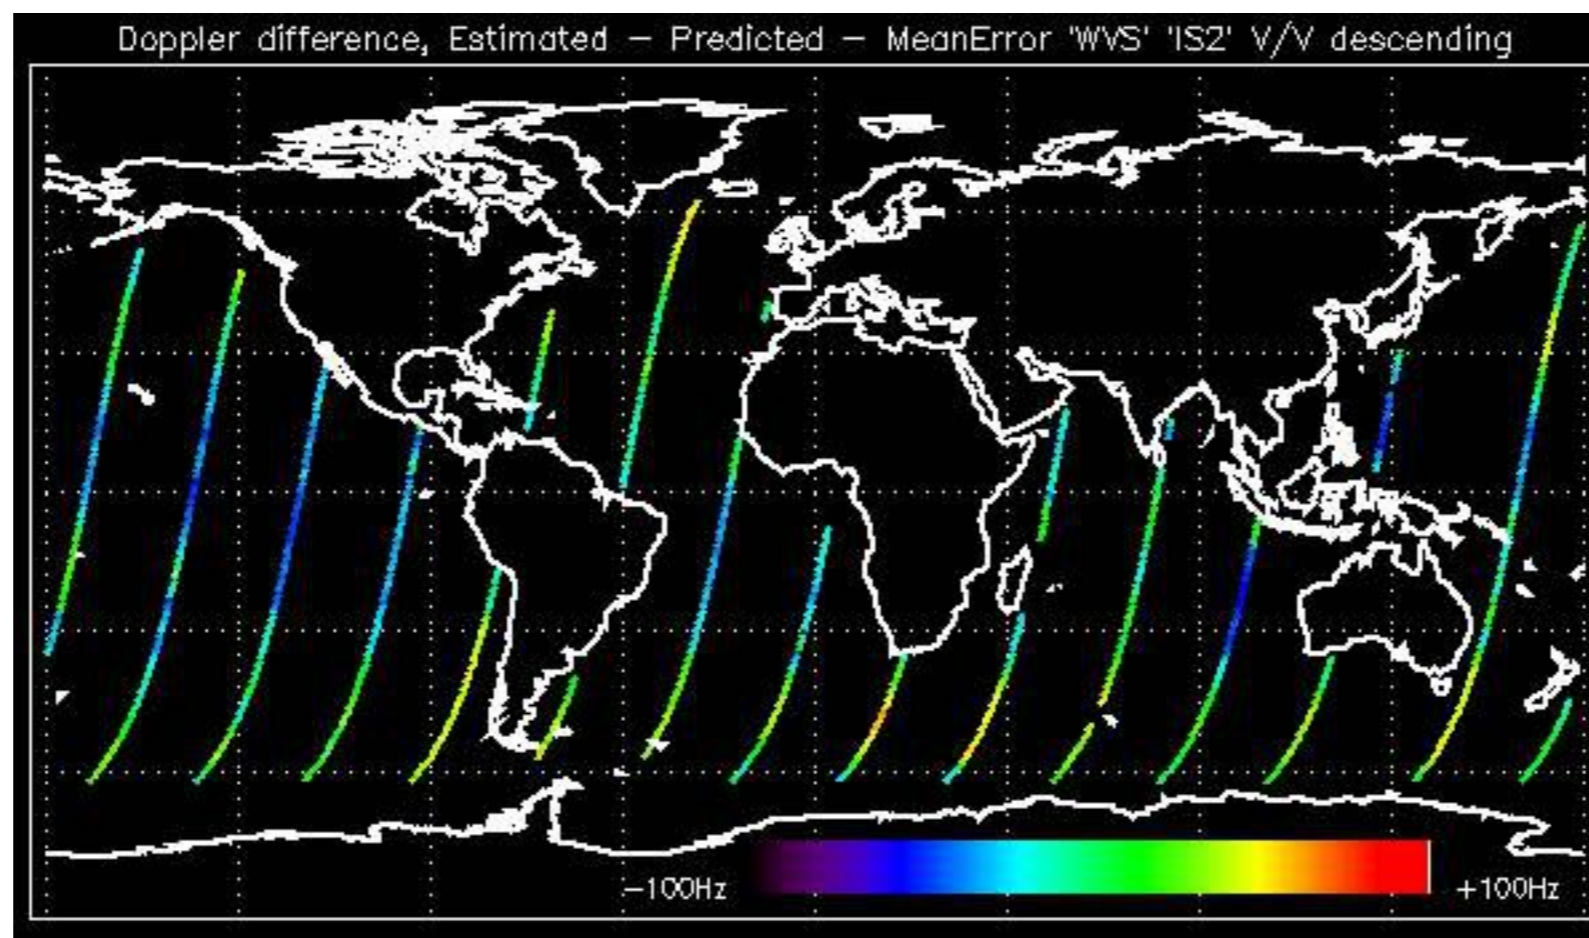 Doppler difference, Estimated – Predicted – MeanError 'WVS' 'IS2' V/V descending
−100Hz
+100Hz